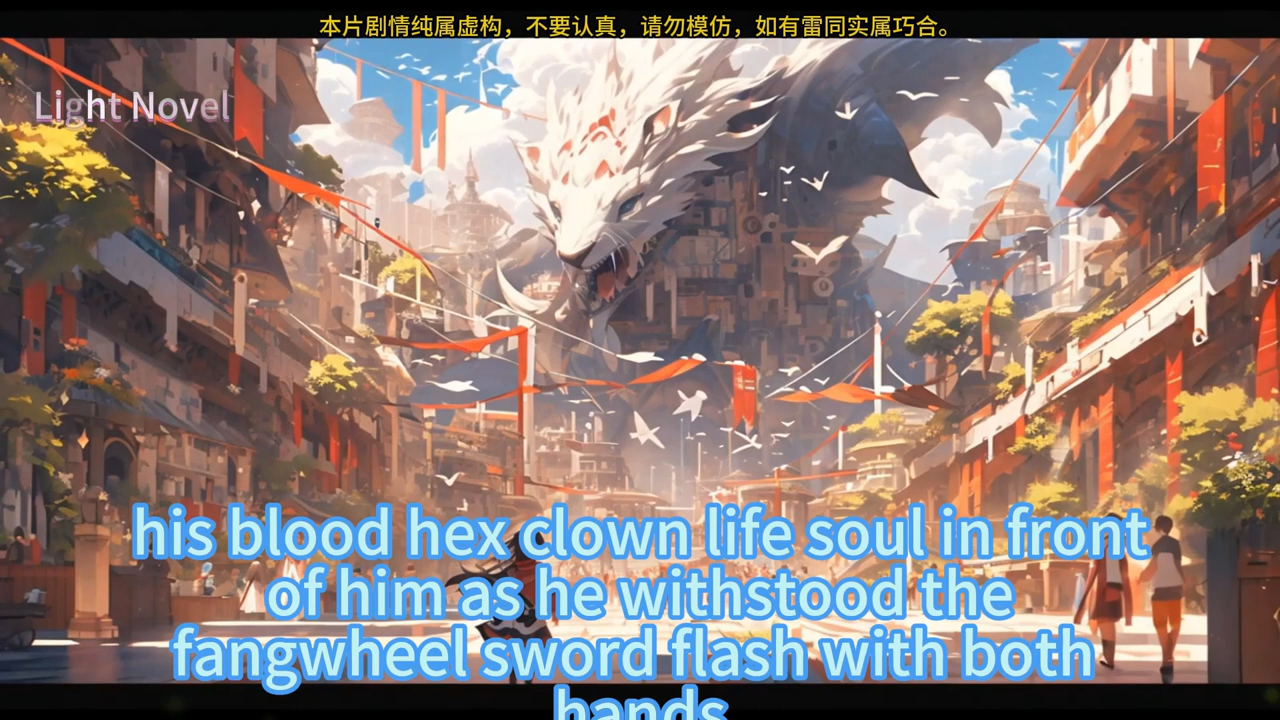 本片剧情纯属虚构，不要认真，请勿模仿，如有雷同实属巧合。
Light Novel
his blood hex clown life soul in front
of him as he withstood the
fangwheel sword flash with both
hands